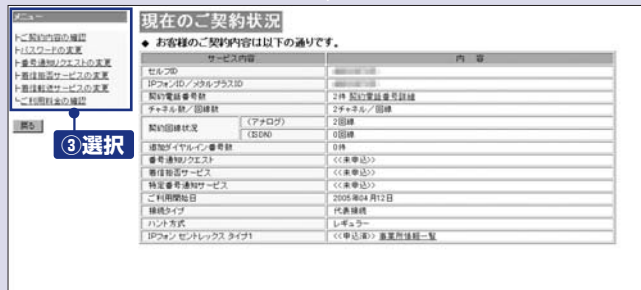 メニュー
ご契約内容の確認
パスワードの変更
番号通知リクエストの変更
着信拒否サービスの変更
着信転送サービスの変更
ご利用料金の確認
戻る
③選択
現在のご契約状況
◆ お客様のご契約内容は以下の通りです。
サービス内容 内 容
セルフID
IPフォンID／メタルプラスID
契約電話番号数 2件 契約電話番号詳細
チャネル数／回線数 2チャネル／回線
契約回線状況 (アナログ) 2回線
(ISDN) 0回線
追加ダイヤルイン番号数 0件
番号通知リクエスト <<未申込>>
着信拒否サービス <<未申込>>
特定番号通知サービス <<未申込>>
ご利用開始日 2005年04月12日
接続タイプ 代表接続
ハント方式 レギュラー
IPフォン セントレックス タイプ1 <<申込済>> 事業所情報一覧